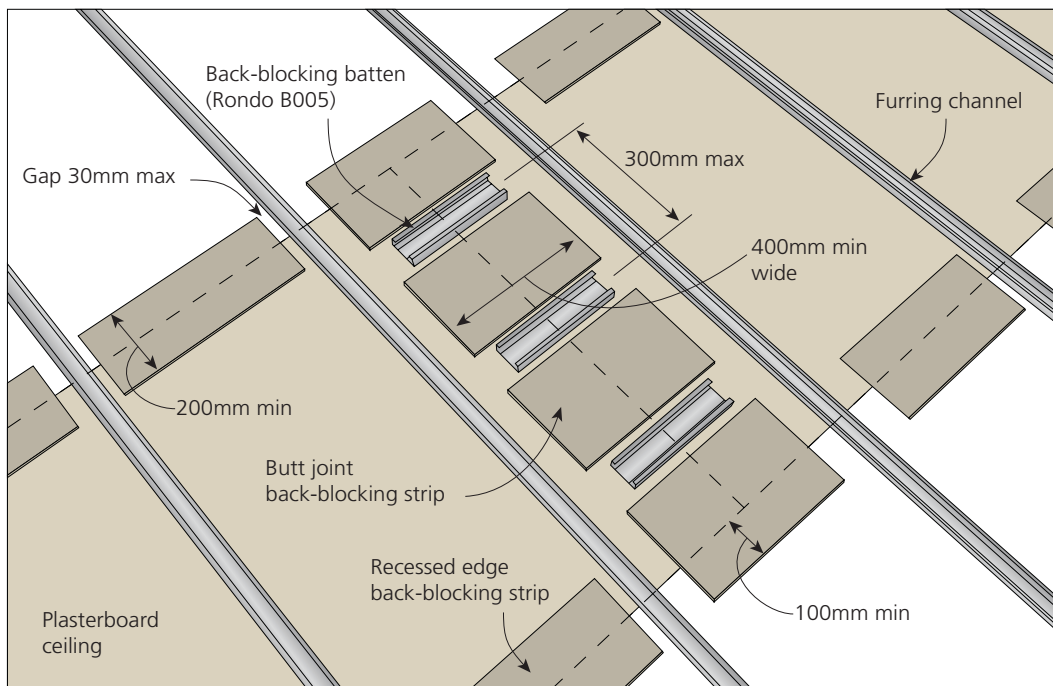 Back-blocking batten
(Rondo B005)
Furring channel
300mm max
Gap 30mm max
400mm min
wide
200mm min
Butt joint
back-blocking strip
Recessed edge
back-blocking strip
100mm min
Plasterboard
ceiling